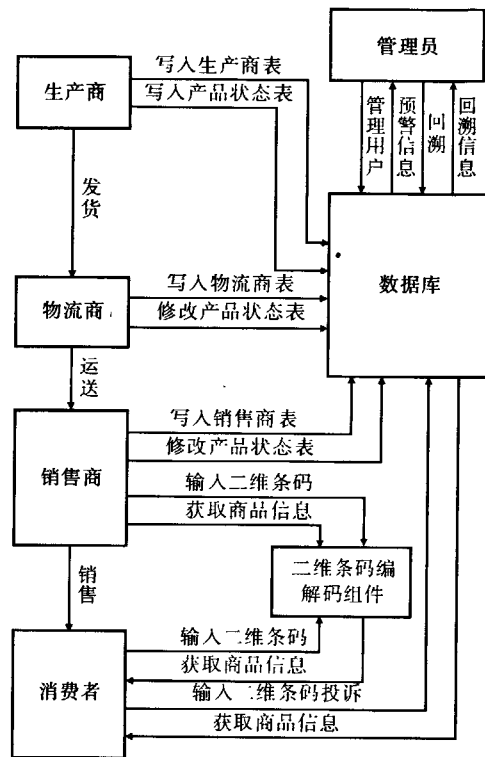 写入生产商表
管理员
生产商
写入产品状态表
管理用户
预警信息
回溯
回溯信息
发货
数据库
写入物流商表
物流商
修改产品状态表
运送
写入销售商表
修改产品状态表
销售商
输入二维条码
获取商品信息
销售
二维条码编
解码组件
输入二维条码
获取商品信息
消费者
输入二维条码投诉
获取商品信息